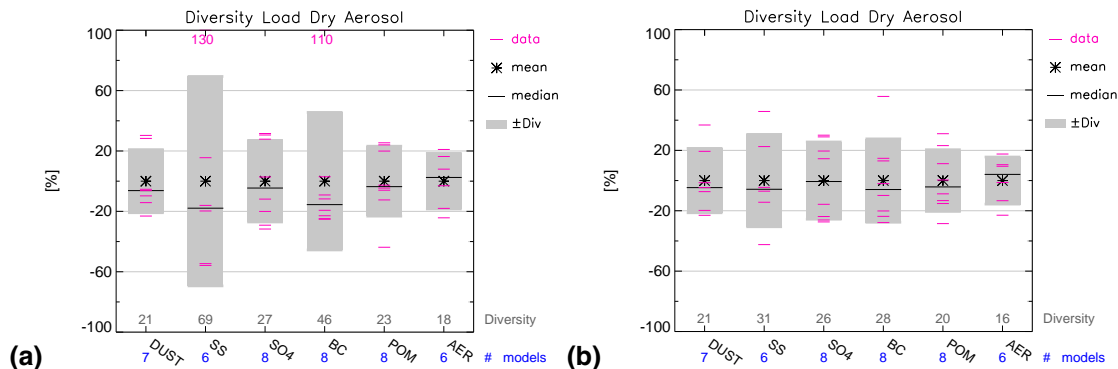 Diversity Load Dry Aerosol
100
60
20
-20
-60
-100
[%]
130
110
data
mean
median
±Div
21 69 27 46 23 18 Diversity
DUST SS SO4 BC POM AER
7 6 8 8 8 6 # models
(a)
Diversity Load Dry Aerosol
100
60
20
-20
-60
-100
[%]
data
mean
median
±Div
21 31 26 28 20 16 Diversity
DUST SS SO4 BC POM AER
7 6 8 8 8 6 # models
(b)